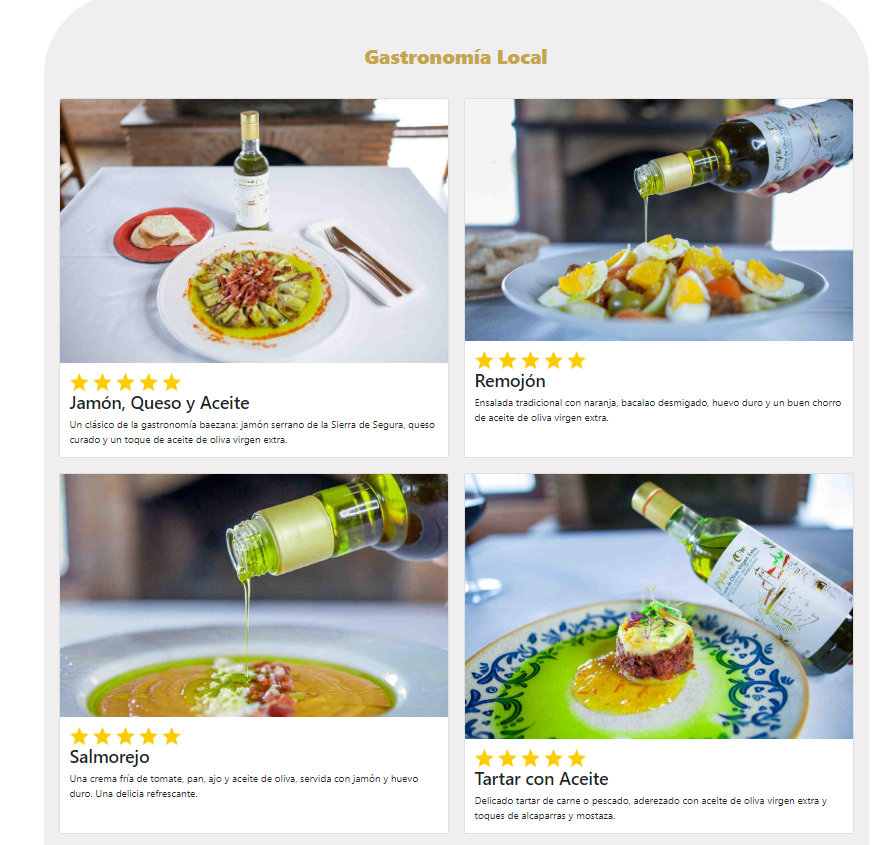 Gastronomía Local
Jamón, Queso y Aceite
Un clásico de la gastronomía baezana: jamón serrano de la Sierra de Segura, queso
curado y un toque de aceite de oliva virgen extra.
Remojón
Ensalada tradicional con naranja, bacalao desmigado, huevo duro y un buen chorro
de aceite de oliva virgen extra.
Salmorejo
Una crema fría de tomate, pan, ajo y aceite de oliva, servida con jamón y huevo
duro. Una delicia refrescante.
Tartar con Aceite
Delicado tartar de carne o pescado, aderezado con aceite de oliva virgen extra y
toques de alcaparras y mostaza.